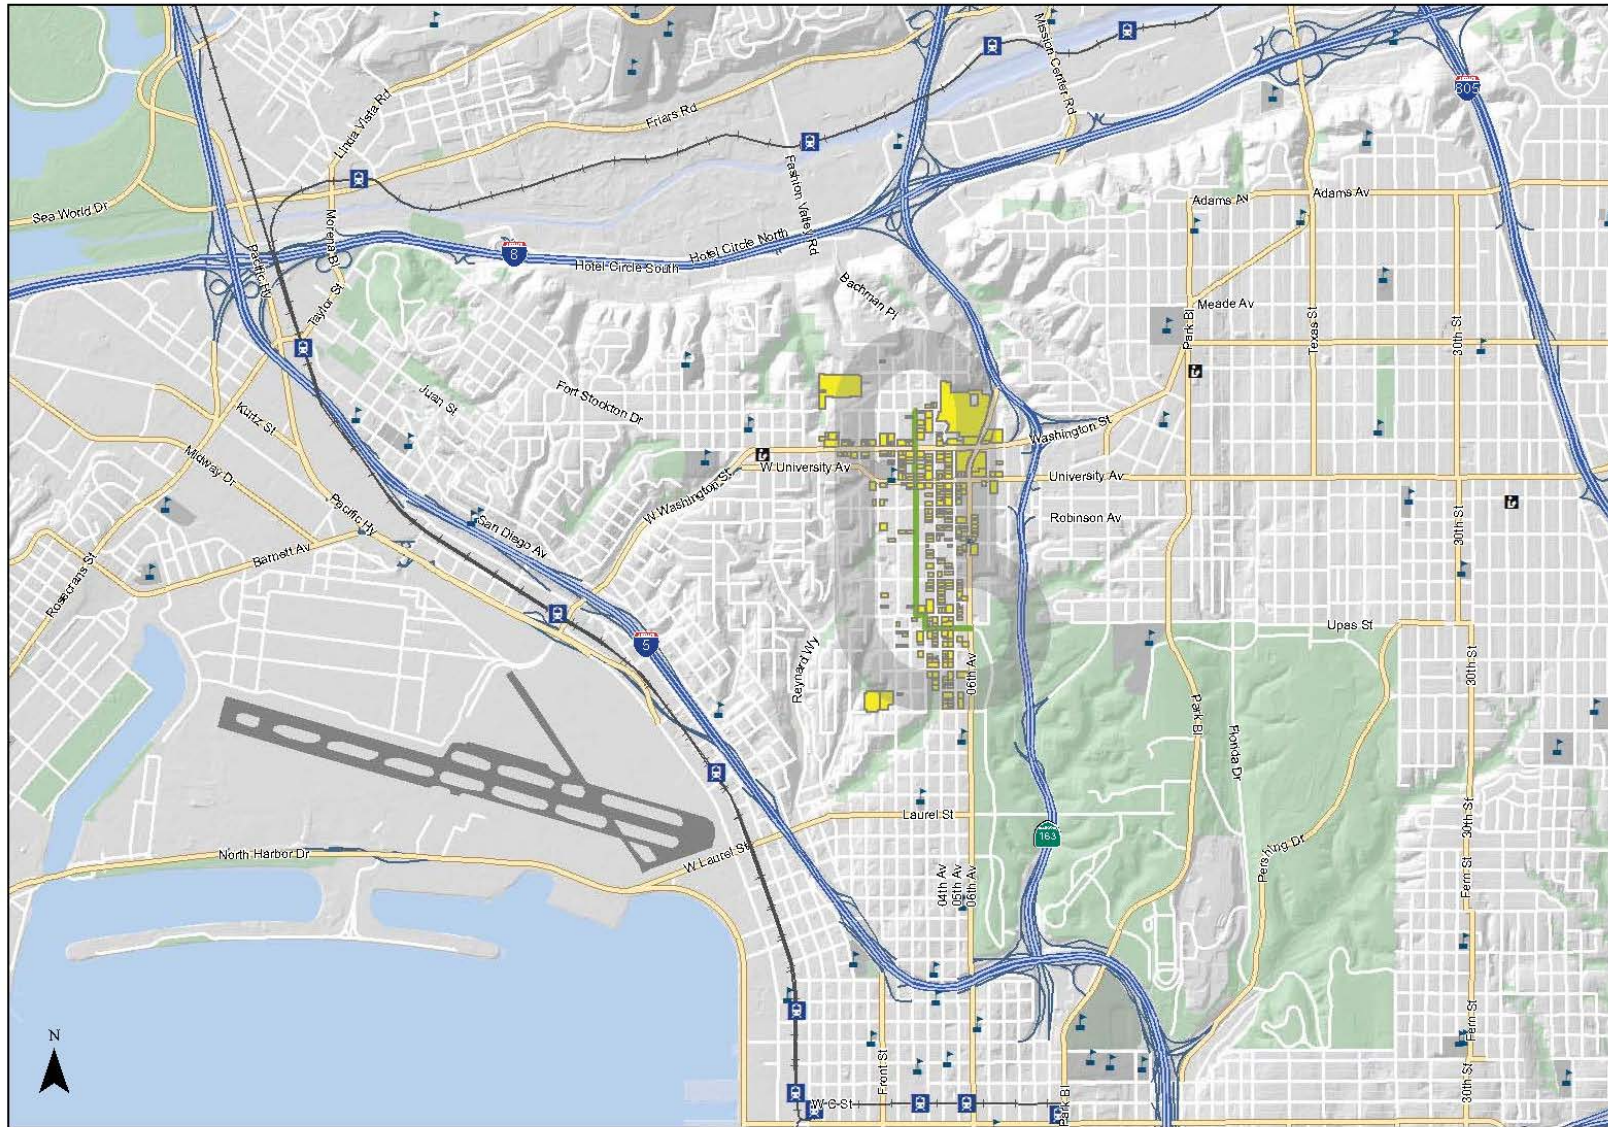 Mission Center Rd
805
Linda Vista Rd
Friars Rd
Fashion Valley Rd
Sea World Dr
Morena Bl
Adams Av
Adams Av
Pacific Hy
8
Hotel Circle North
Hotel Circle South
Bachman Pl
Taylor St
Meade Av
Park Bl
Texas St
30th St
Juan St
Fort Stockton Dr
Kurtz St
Washington St
Midway Dr
W University Av
University Av
W Washington St
Pacific Hy
San Diego Av
Robinson Av
30th St
Barnett Av
Rosecrans St
Upas St
5
Reynard Wy
06th Av
30th St
Park Bl
Florida Dr
Laurel St
30th St
163
North Harbor Dr
W Laurel St
Pershing Dr
04th Av
05th Av
06th Av
Fern St
Fern St
N
Front St
30th St
W C St
Park Bl